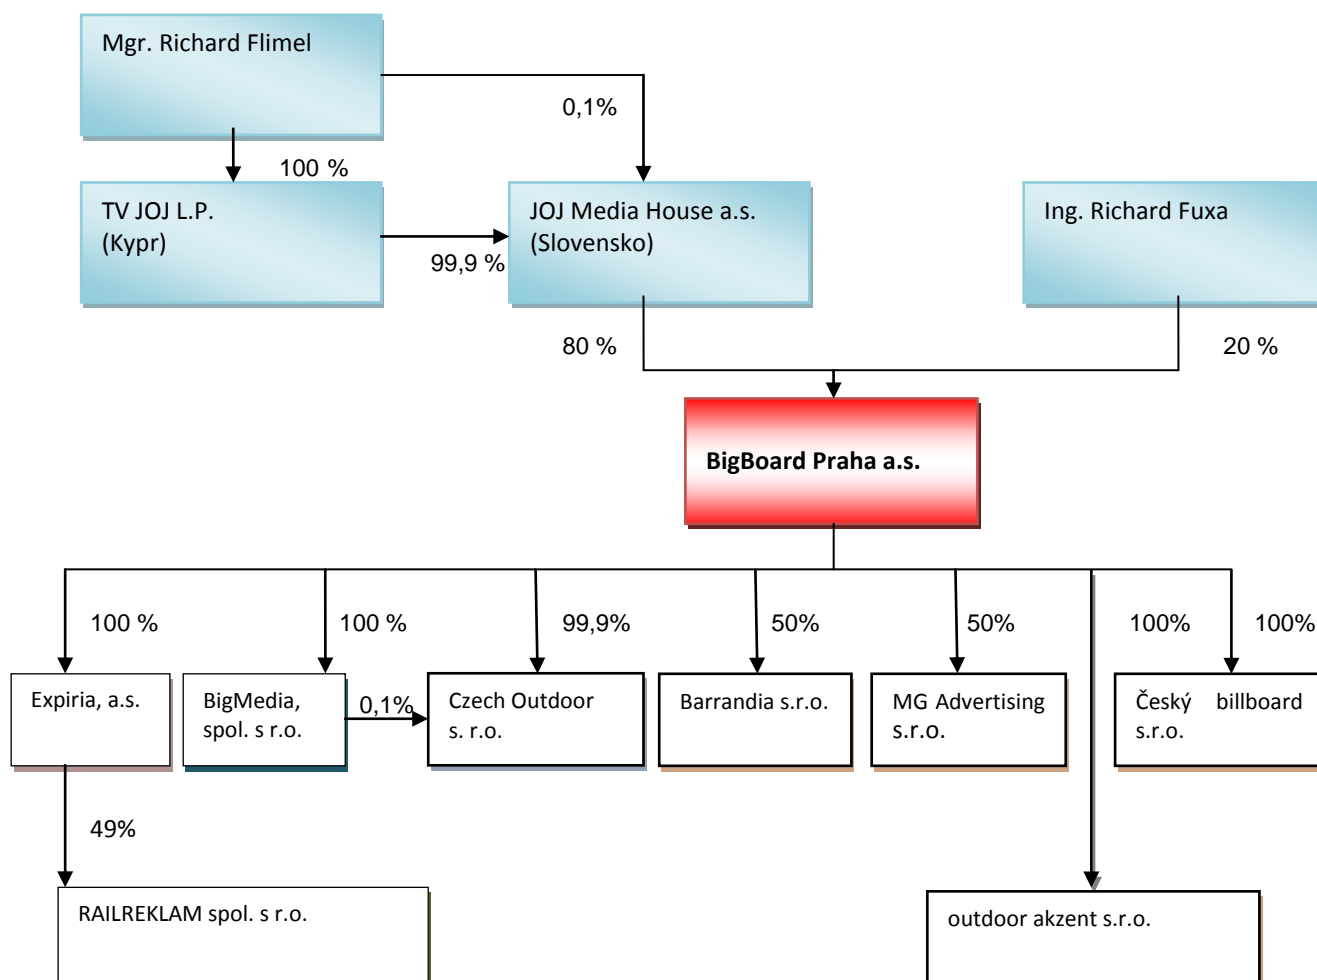 Mgr. Richard Flimel
0,1%
100 %
TV JOJ L.P.
(Kypr)
99,9 %
JOJ Media House a.s.
(Slovensko)
Ing. Richard Fuxa
80 %
20 %
BigBoard Praha a.s.
100 %
100 %
99,9%
50%
50%
100%
100%
Expiria, a.s.
BigMedia,
spol. s r.o.
0,1%
Czech Outdoor
s. r.o.
Barrandia s.r.o.
MG Advertising
s.r.o.
Český billboard
s.r.o.
49%
RAILREKLAM spol. s r.o.
outdoor akzent s.r.o.